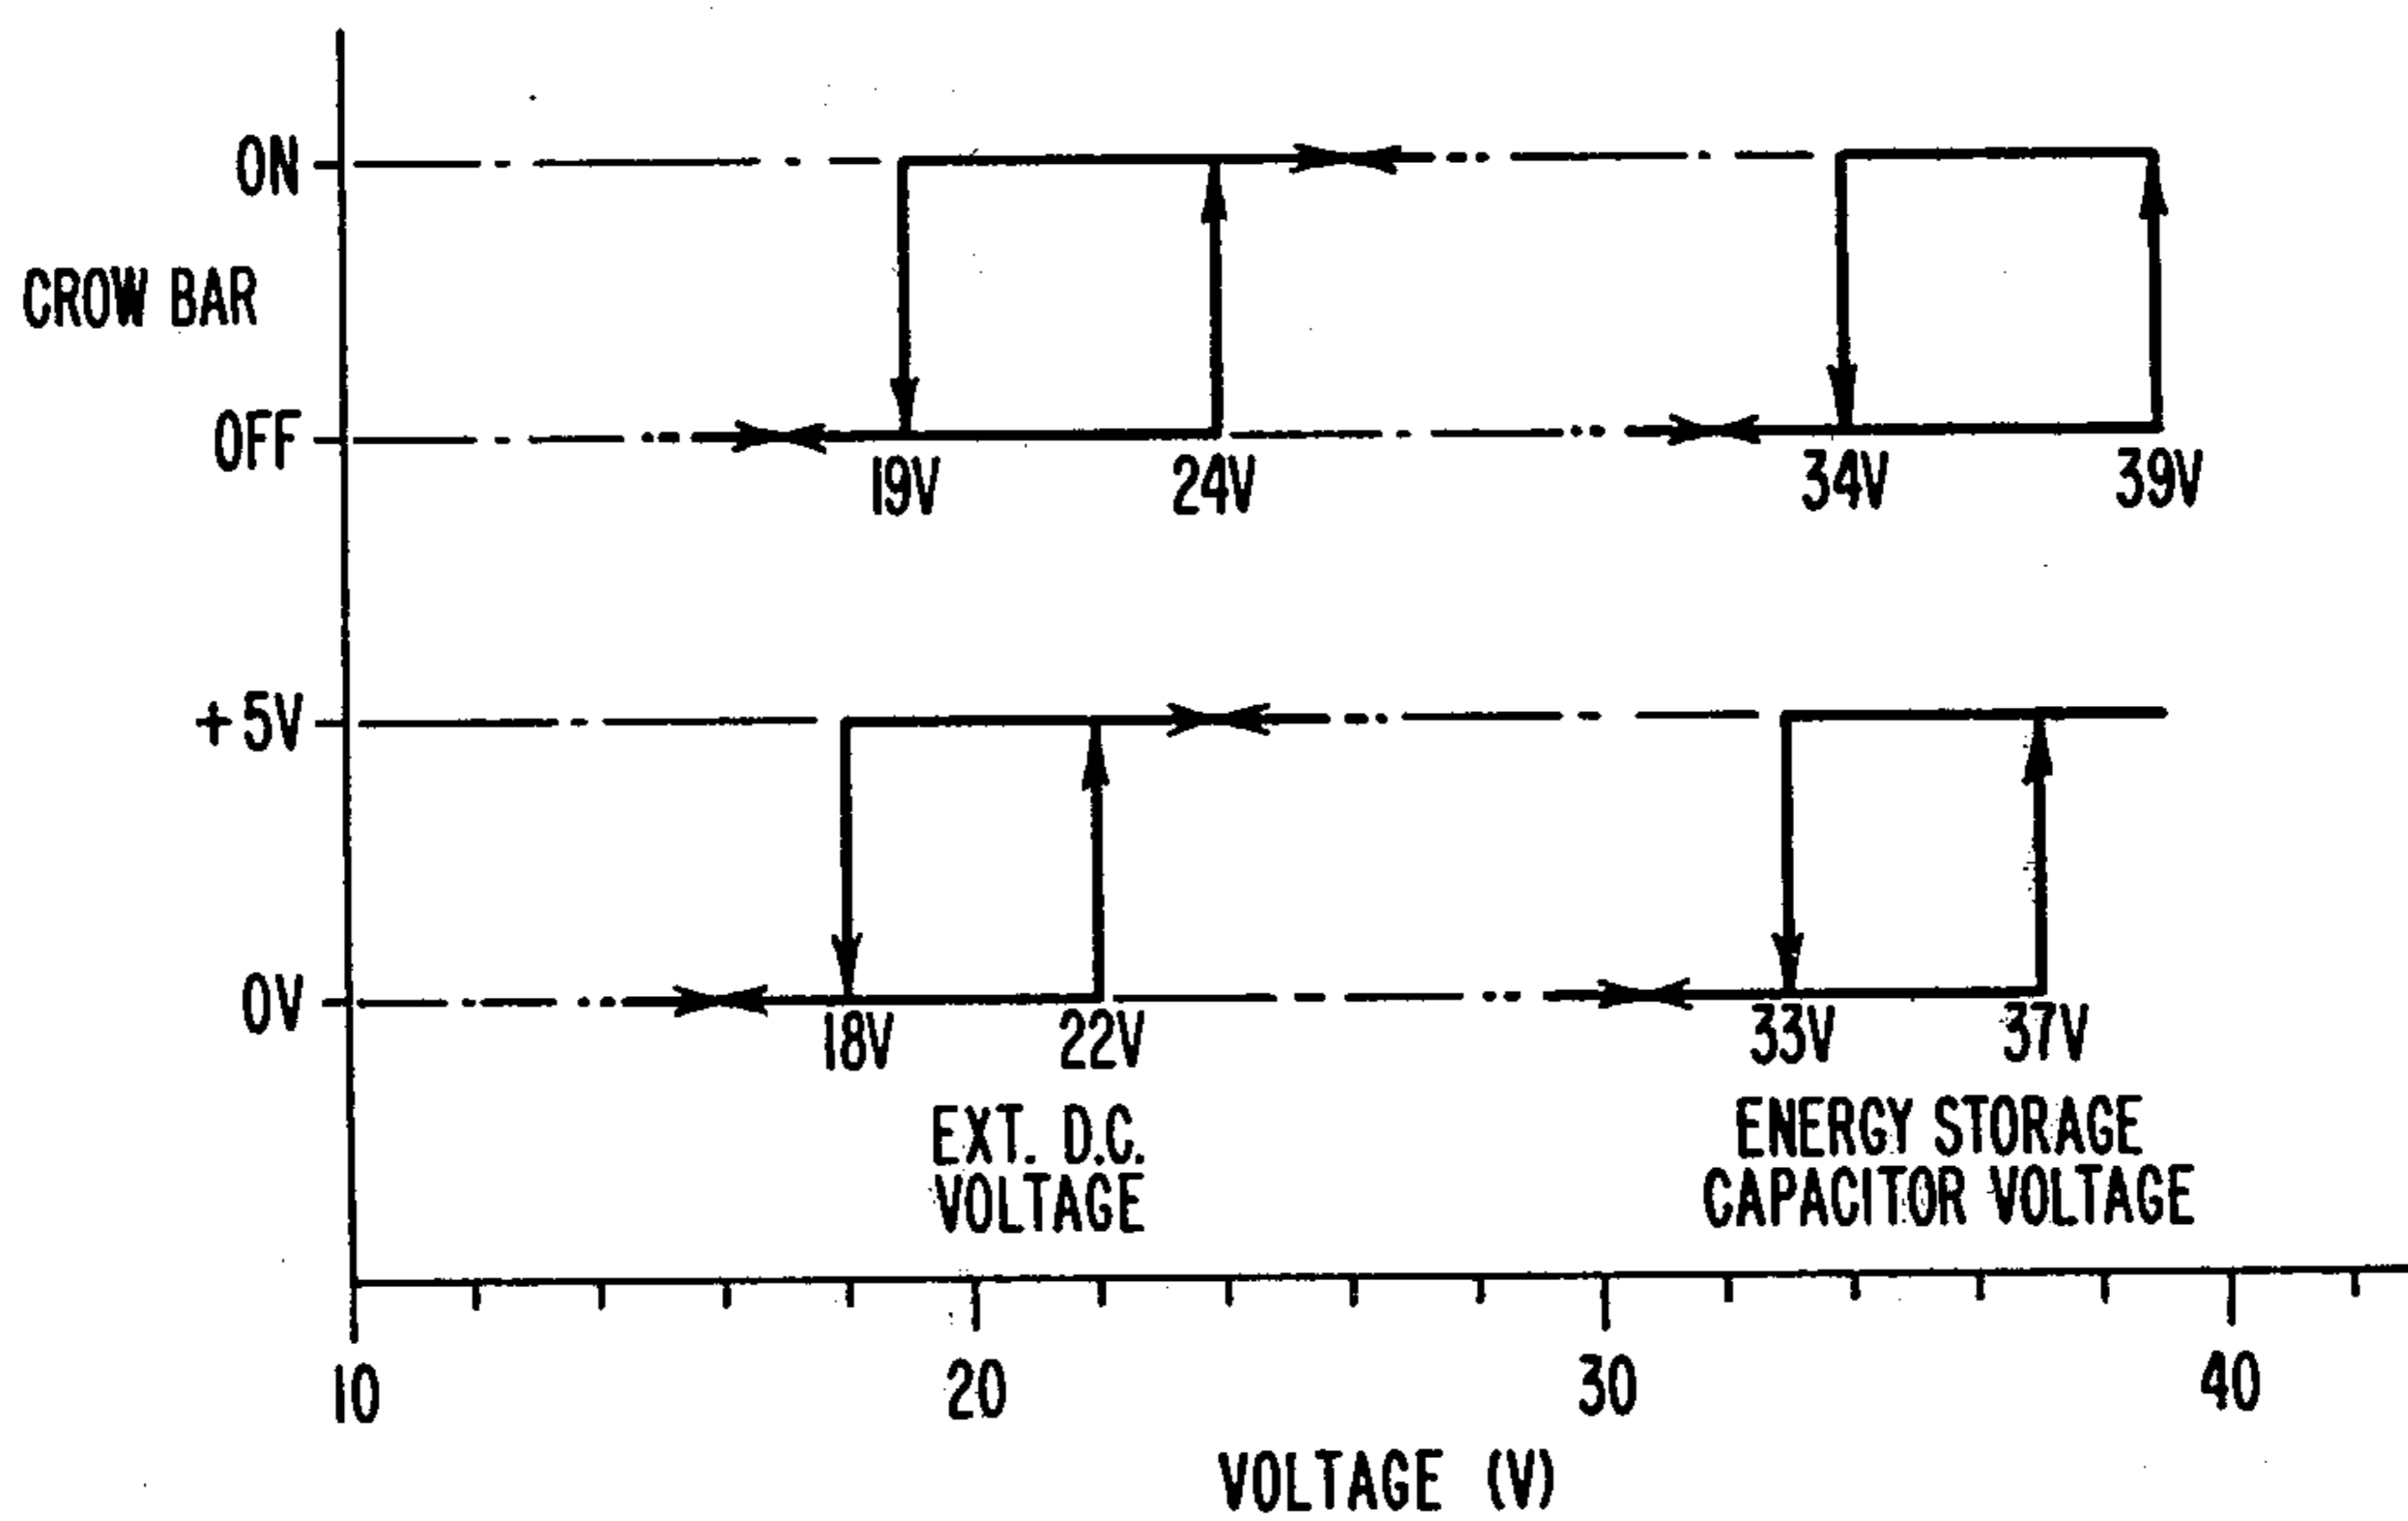 ON
CROW BAR
OFF
19V 24V 34V 39V
+5V
0V
18V 22V 33V 37V
EXT. D.C.
VOLTAGE
ENERGY STORAGE
CAPACITOR VOLTAGE
10 20 30 40
VOLTAGE (V)